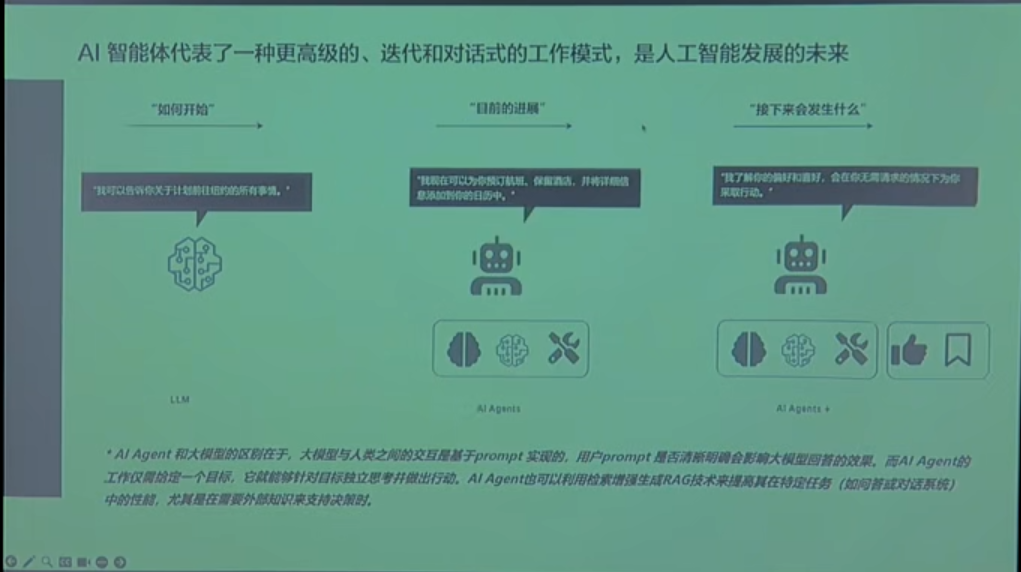 AI 智能体代表了一种更高级的、迭代和对话式的工作模式，是人工智能发展的未来
“如何开始”
“目前的进展”
“接下来会发生什么”
“我可以告诉你关于计划前往纽约的所有事情。”
“我现在可以为你预订航班、保留酒店，并将详细信
息添加到你的日历中。”
“我了解你的偏好和喜好，会在你无需请求的情况下为你
采取行动。”
LLM
AI Agents
AI Agents +
* AI Agent 和大模型的区别在于，大模型与人类之间的交互是基于prompt 实现的，用户prompt 是否清晰明确会影响大模型回答的效果。而AI Agent的
工作仅需给定一个目标，它就能够针对目标独立思考并做出行动。AI Agent也可以利用检索增强生成RAG技术来提高其在特定任务（如问答或对话系统）
中的性能，尤其是在需要外部知识来支持决策时。